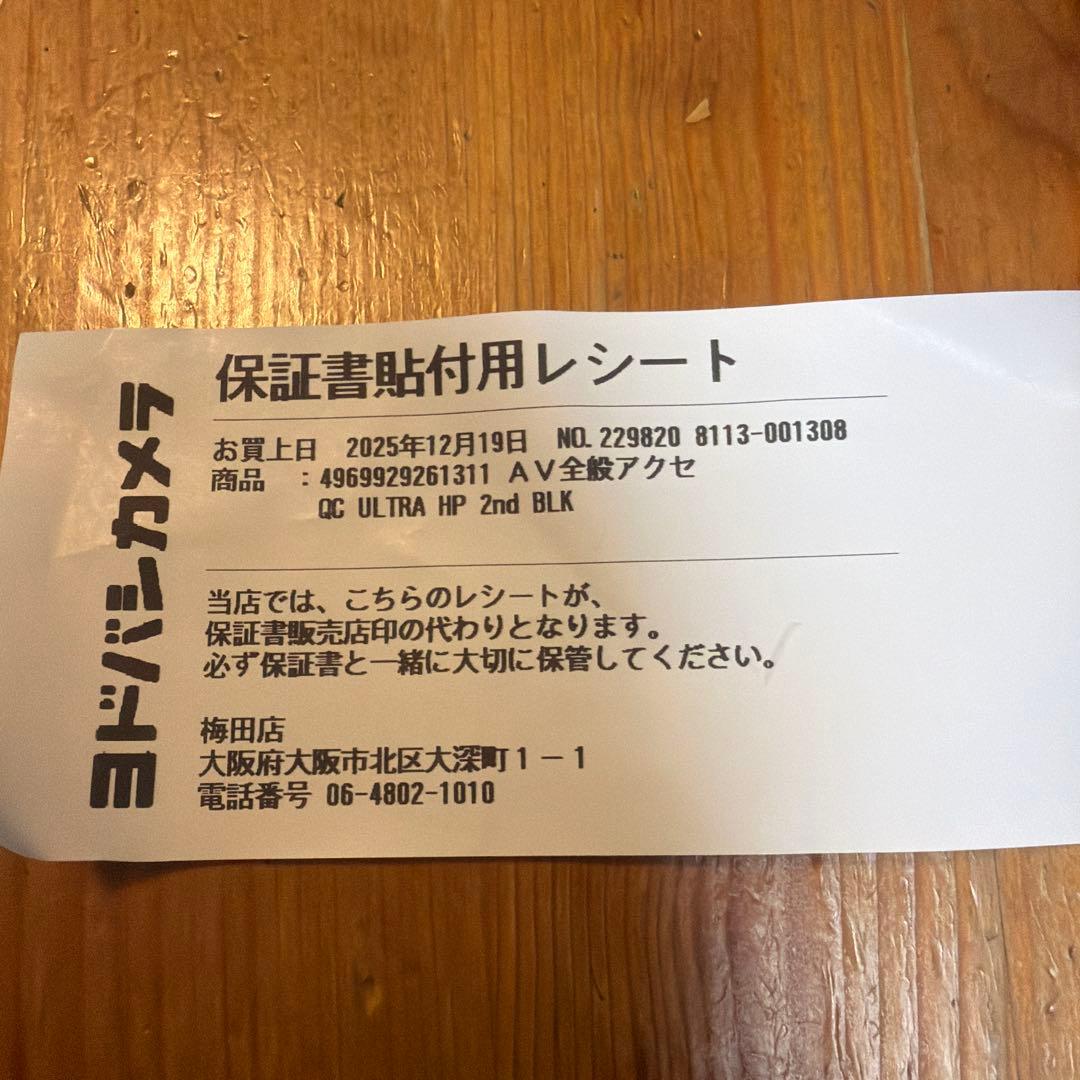 ヨドバシカメラ
保証書貼付用レシート
お買上日 2025年12月19日 NO.229820 8113-001308
商品 :4969929261311 AV全般アクセ
QC ULTRA HP 2nd BLK
当店では、こちらのレシートが、
保証書販売店印の代わりとなります。
必ず保証書と一緒に大切に保管してください。
梅田店
大阪府大阪市北区大深町1-1
電話番号 06-4802-1010